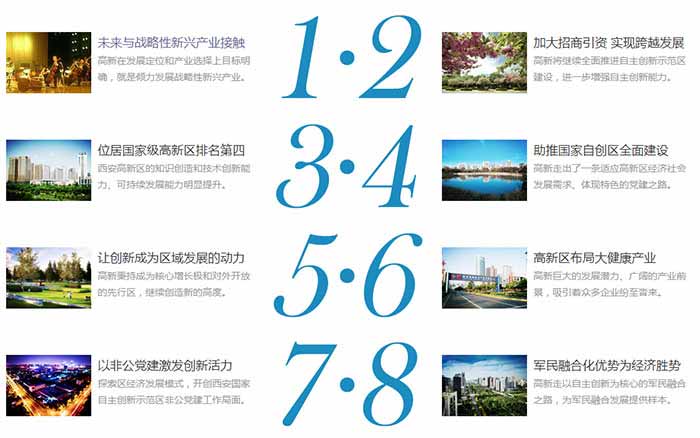 未来与战略性新兴产业接触
高新在发展定位和产业选择上目标明
确，就是倾力发展战略性新兴产业。
1·2
加大招商引资 实现跨越发展
高新将继续全面推进自主创新示范区
建设，进一步增强自主创新能力。
位居国家级高新区排名第四
西安高新区的知识创造和技术创新能
力、可持续发展能力明显提升。
3·4
助推国家自创区全面建设
高新走出了一条适应高新区经济社会
发展需求、体现特色的党建之路。
让创新成为区域发展的动力
高新秉持成为核心增长极和对外开放
的先行区，继续创造新的高度。
5·6
高新区布局大健康产业
高新巨大的发展潜力、广阔的产业前
景，吸引着众多企业纷至沓来。
以非公党建激发创新活力
探索区经济发展模式，开创西安国家
自主创新示范区非公党建工作局面。
7·8
军民融合化优势为经济胜势
高新走以自主创新为核心的军民融合
之路，为军民融合发展提供样本。